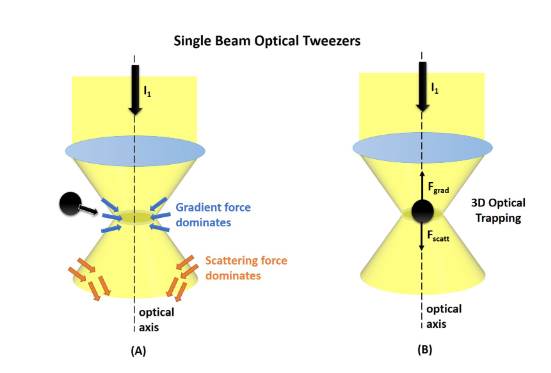 Single Beam Optical Tweezers
I1
Gradient force
dominates
Scattering force
dominates
optical
axis
(A)
I1
Fgrad
3D Optical
Trapping
Fscatt
optical
axis
(B)